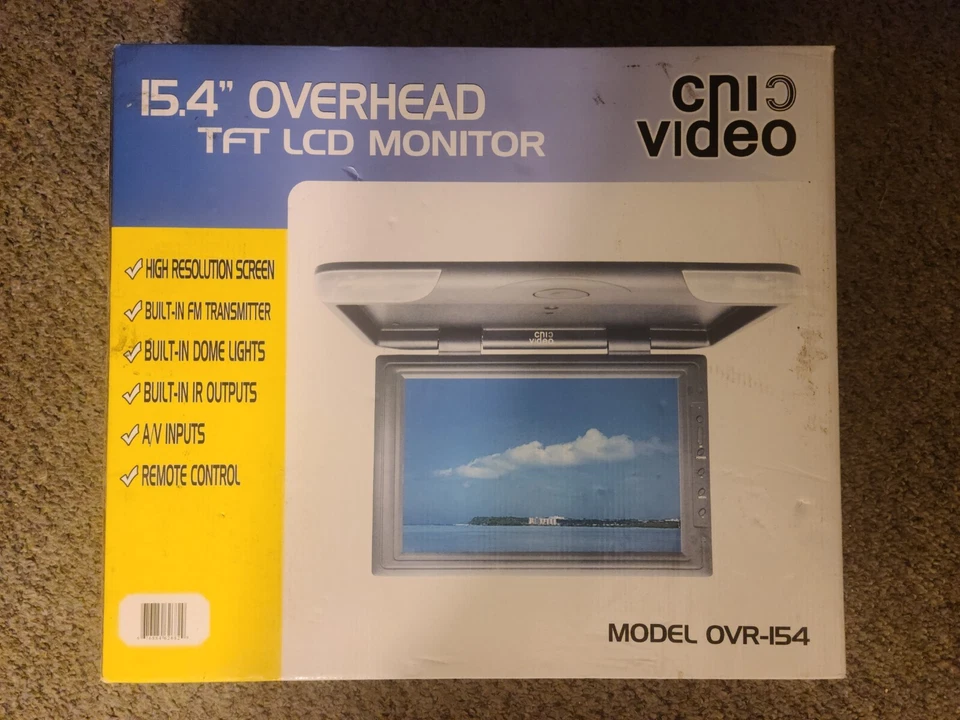 15.4” OVERHEAD
TFT LCD MONITOR
cnic
video
HIGH RESOLUTION SCREEN
BUILT-IN FM TRANSMITTER
BUILT-IN DOME LIGHTS
BUILT-IN IR OUTPUTS
A/V INPUTS
REMOTE CONTROL
cnic
video
MODEL OVR-154